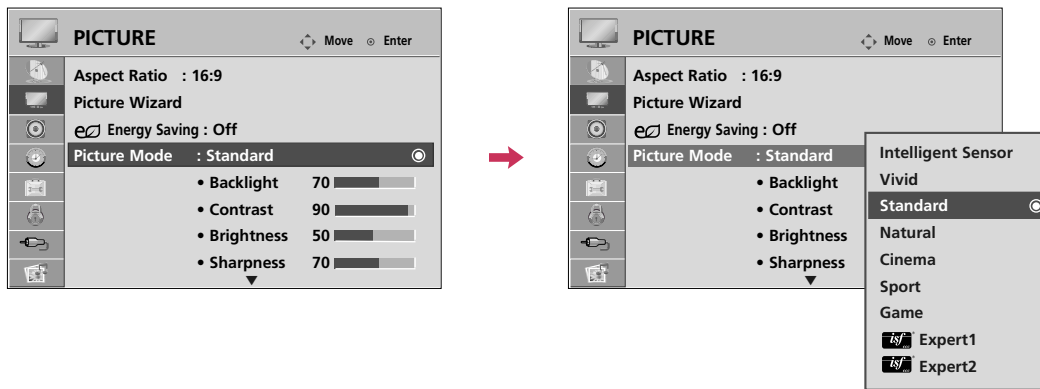 PICTURE Move Enter
Aspect Ratio : 16:9
Picture Wizard
Energy Saving : Off
Picture Mode : Standard
• Backlight 70
• Contrast 90
• Brightness 50
• Sharpness 70
PICTURE Move Enter
Aspect Ratio : 16:9
Picture Wizard
Energy Saving : Off
Picture Mode : Standard
• Backlight
• Contrast
• Brightness
• Sharpness
Intelligent Sensor
Vivid
Standard
Natural
Cinema
Sport
Game
isf Expert1
isf Expert2